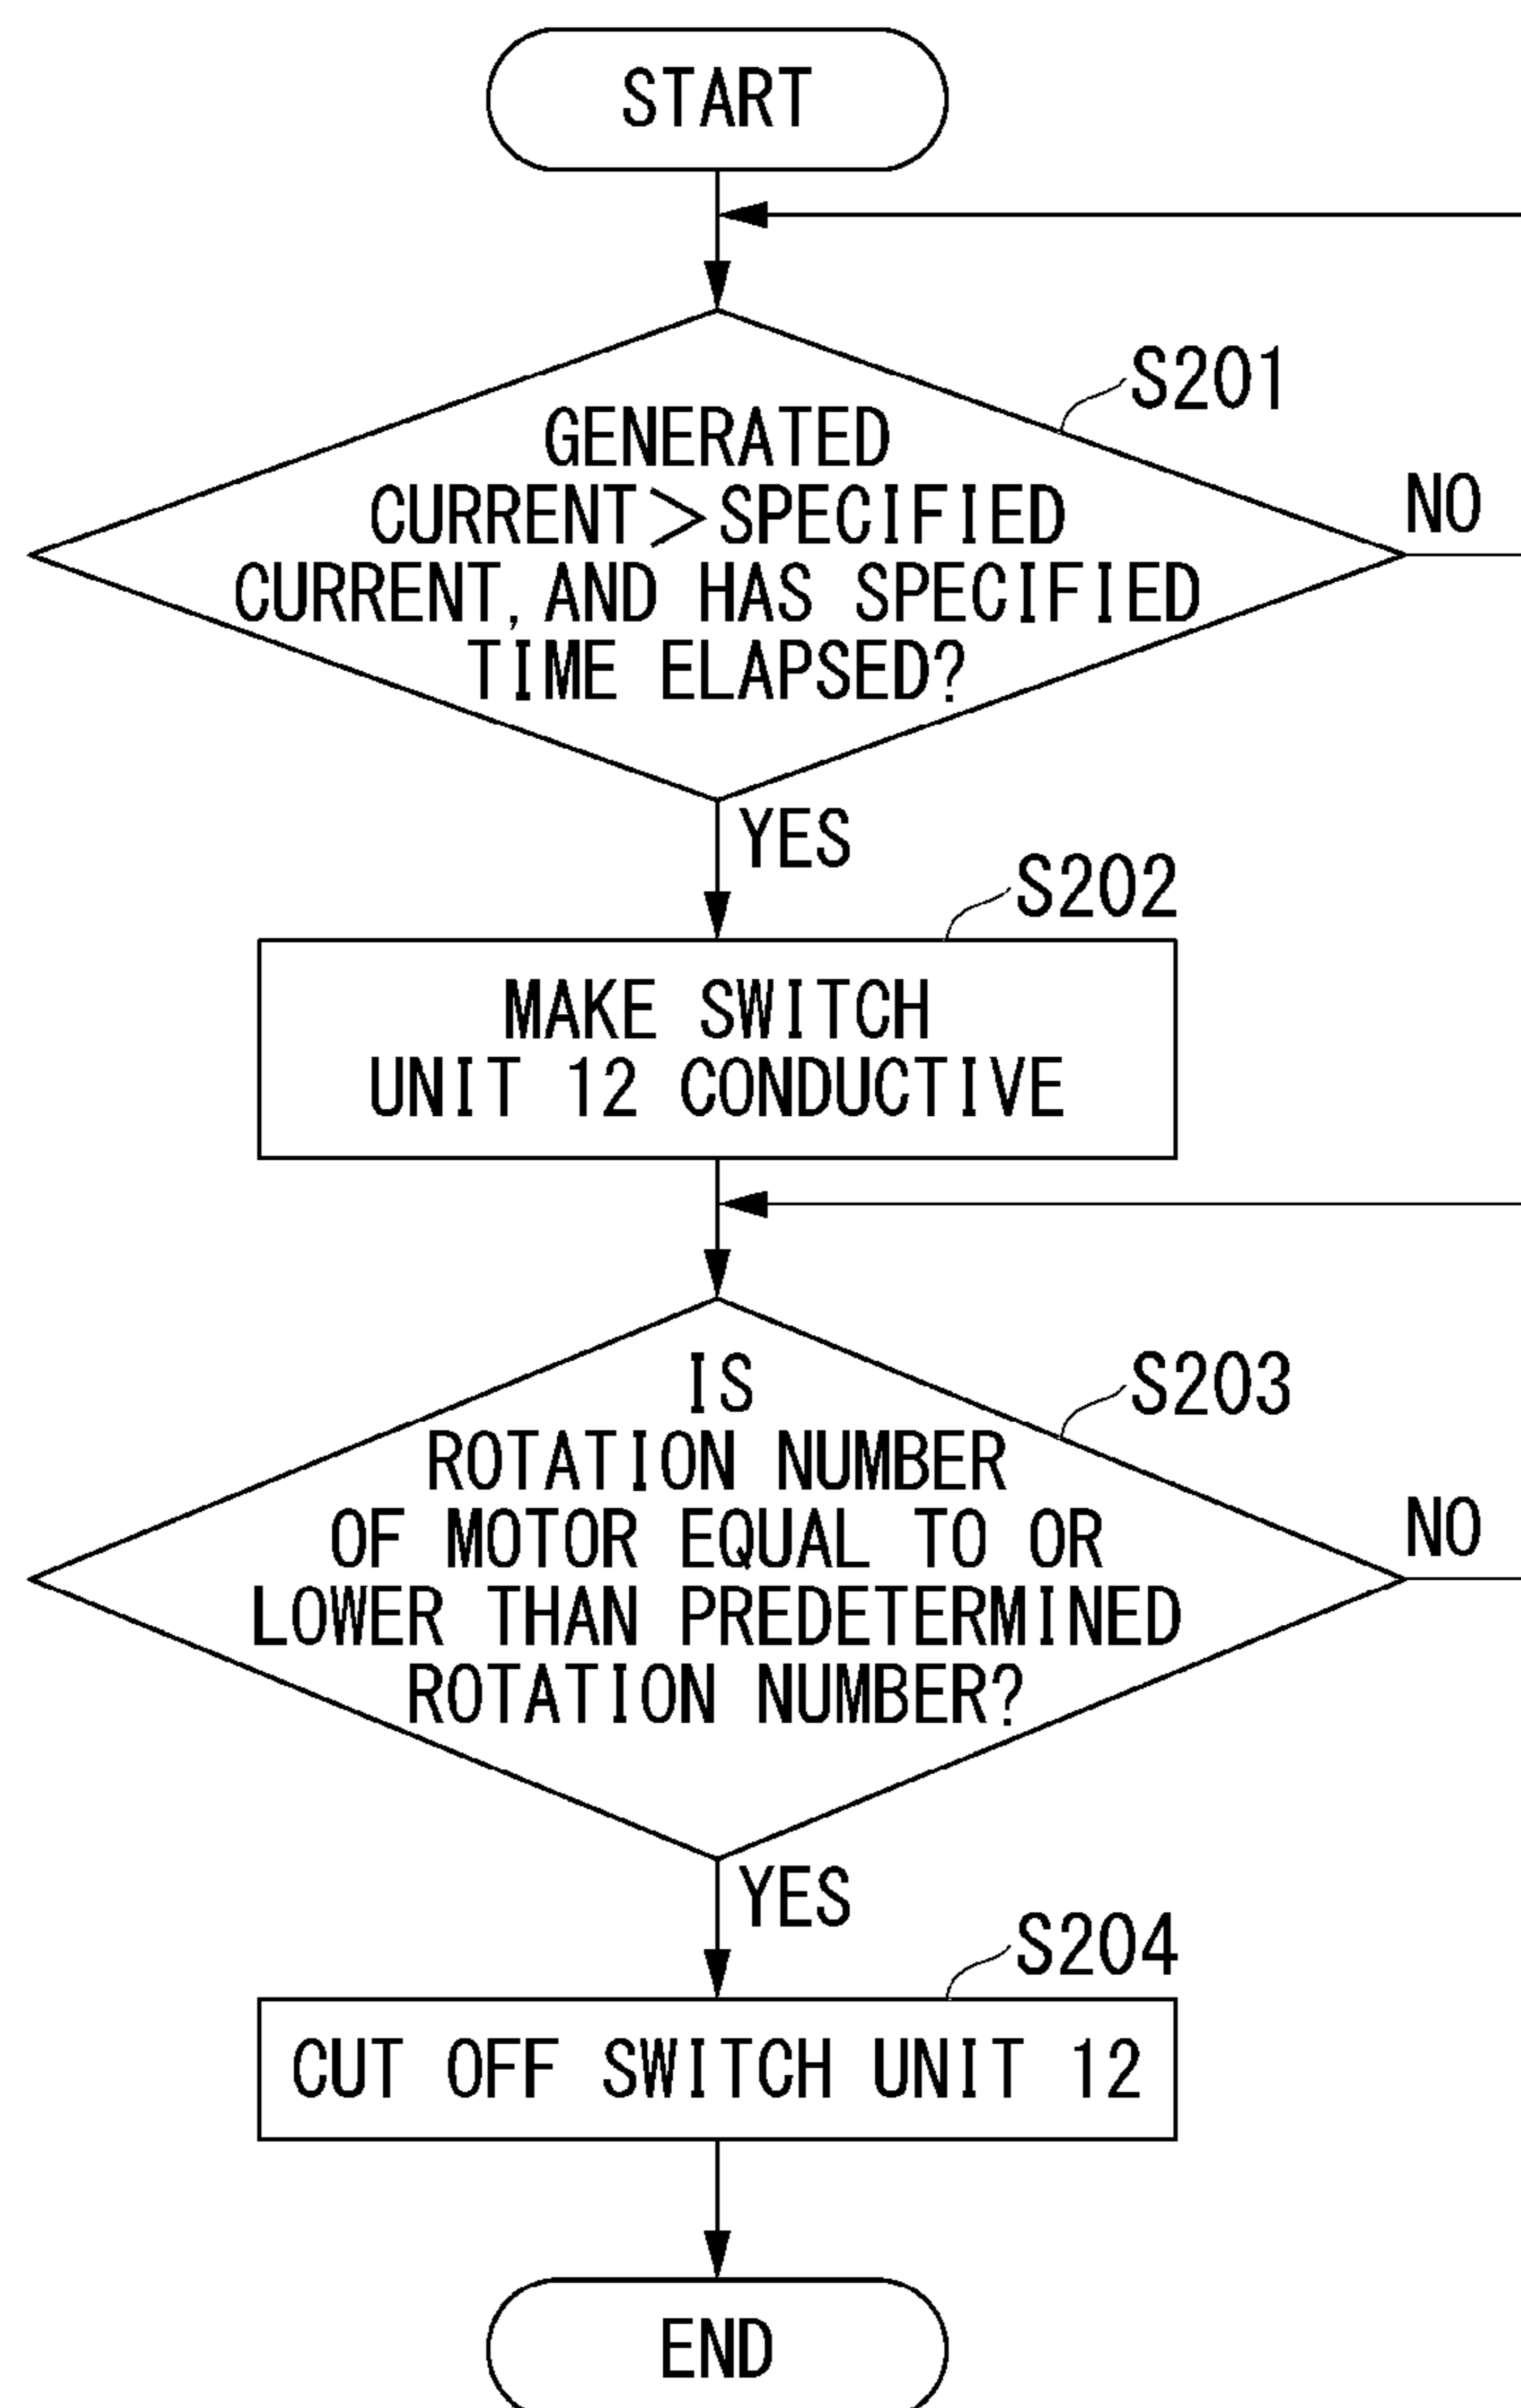 START
S201
GENERATED
CURRENT>SPECIFIED
CURRENT, AND HAS SPECIFIED
TIME ELAPSED?
NO
YES
S202
MAKE SWITCH
UNIT 12 CONDUCTIVE
S203
IS
ROTATION NUMBER
OF MOTOR EQUAL TO OR
LOWER THAN PREDETERMINED
ROTATION NUMBER?
NO
YES
S204
CUT OFF SWITCH UNIT 12
END